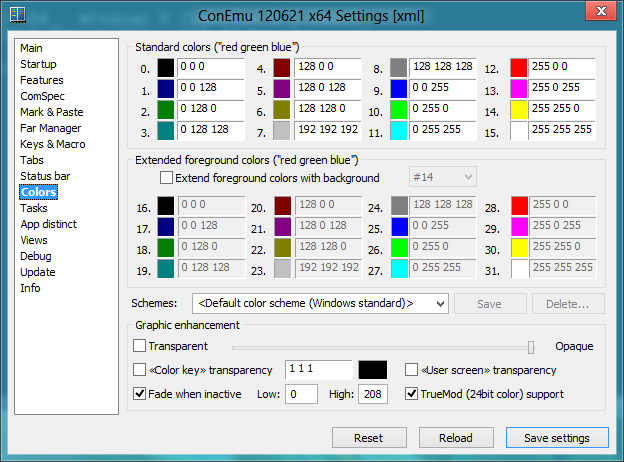 ConEmu 120621 x64 Settings [xml]
Main
Startup
Features
ComSpec
Mark & Paste
Far Manager
Keys & Macro
Tabs
Status bar
Colors
Tasks
App distinct
Views
Debug
Update
Info
Standard colors ("red green blue")
0. 0 0 0 4. 128 0 0 8. 128 128 128 12. 255 0 0
1. 0 0 128 5. 128 0 128 9. 0 0 255 13. 255 0 255
2. 0 128 0 6. 128 128 0 10. 0 255 0 14. 255 255 0
3. 0 128 128 7. 192 192 192 11. 0 255 255 15. 255 255 255
Extended foreground colors ("red green blue")
Extend foreground colors with background #14
16. 0 0 0 20. 128 0 0 24. 128 128 128 28. 255 0 0
17. 0 0 128 21. 128 0 128 25. 0 0 255 29. 255 0 255
18. 0 128 0 22. 128 128 0 26. 0 255 0 30. 255 255 0
19. 0 128 128 23. 192 192 192 27. 0 255 255 31. 255 255 255
Schemes: <Default color scheme (Windows standard)> Save Delete...
Graphic enhancement
Transparent Opaque
«Color key» transparency 1 1 1 «User screen» transparency
Fade when inactive Low: 0 High: 208 TrueMod (24bit color) support
Reset Reload Save settings